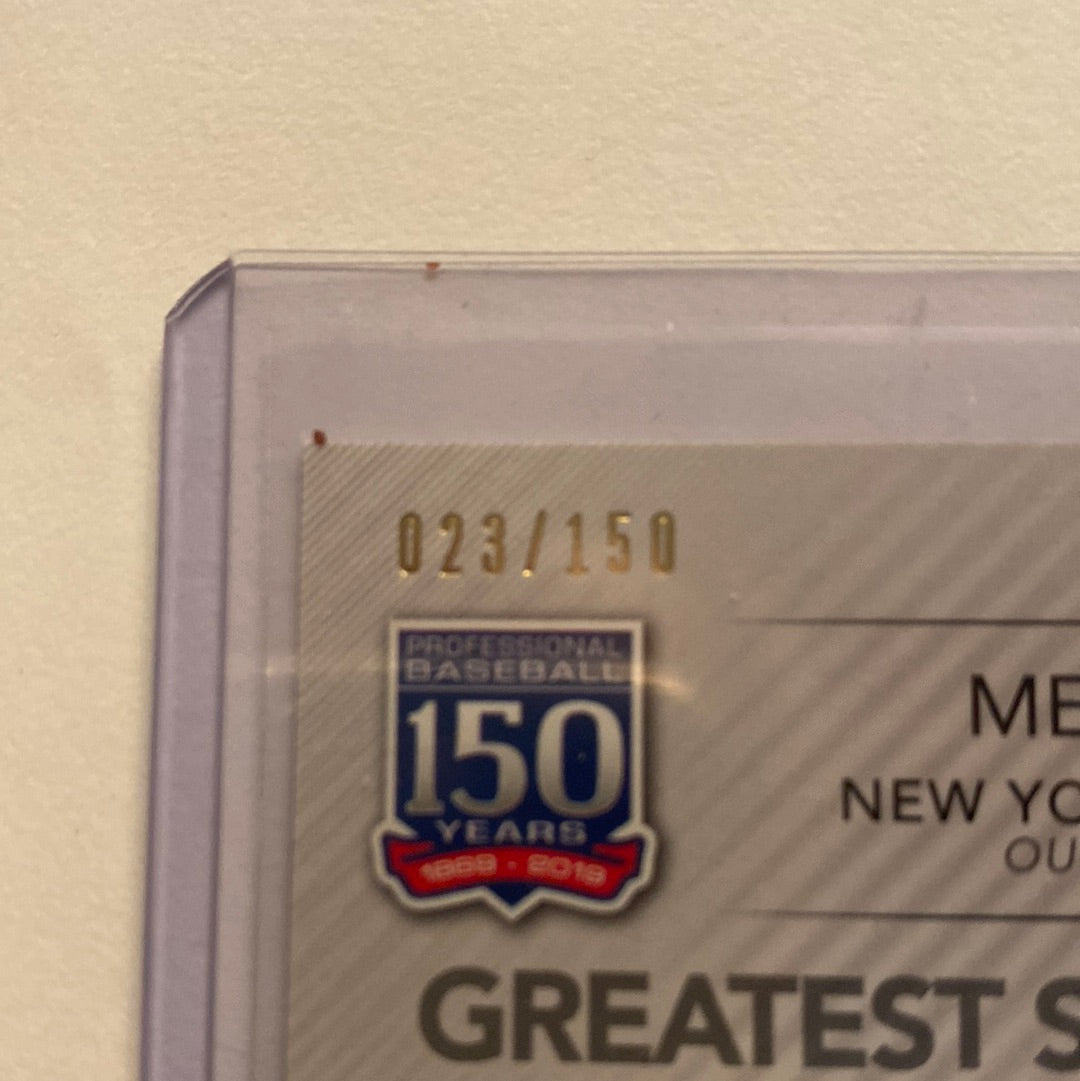 023/150
PROFESSIONAL
BASEBALL
150
YEARS
1869 - 2019
ME
NEW YO
OU
GREATEST S